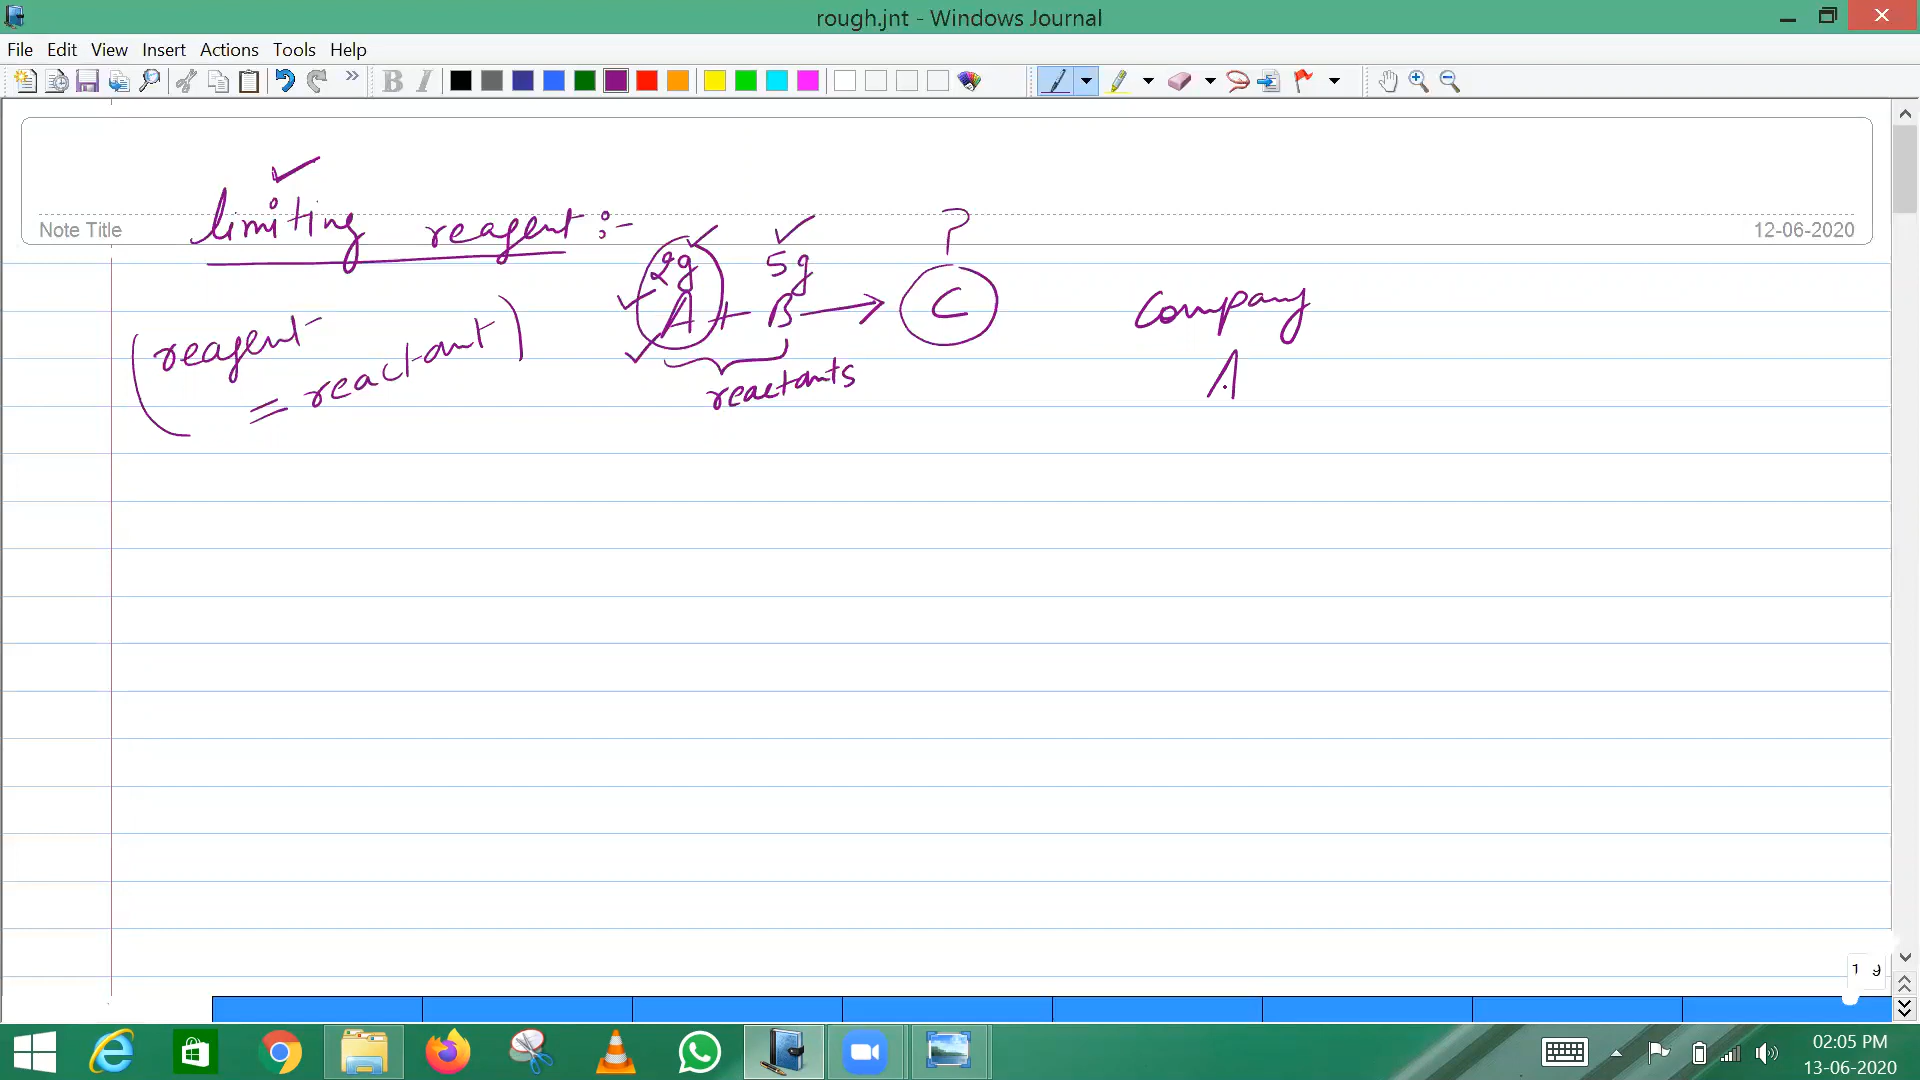 rough.jnt - Windows Journal
File Edit View Insert Actions Tools Help
B I
limiting reagent :-
Note Title
12-06-2020
2g 5g ?
A + B → C
reactants
(reagent
= reactant)
Company
A
02:05 PM
13-06-2020